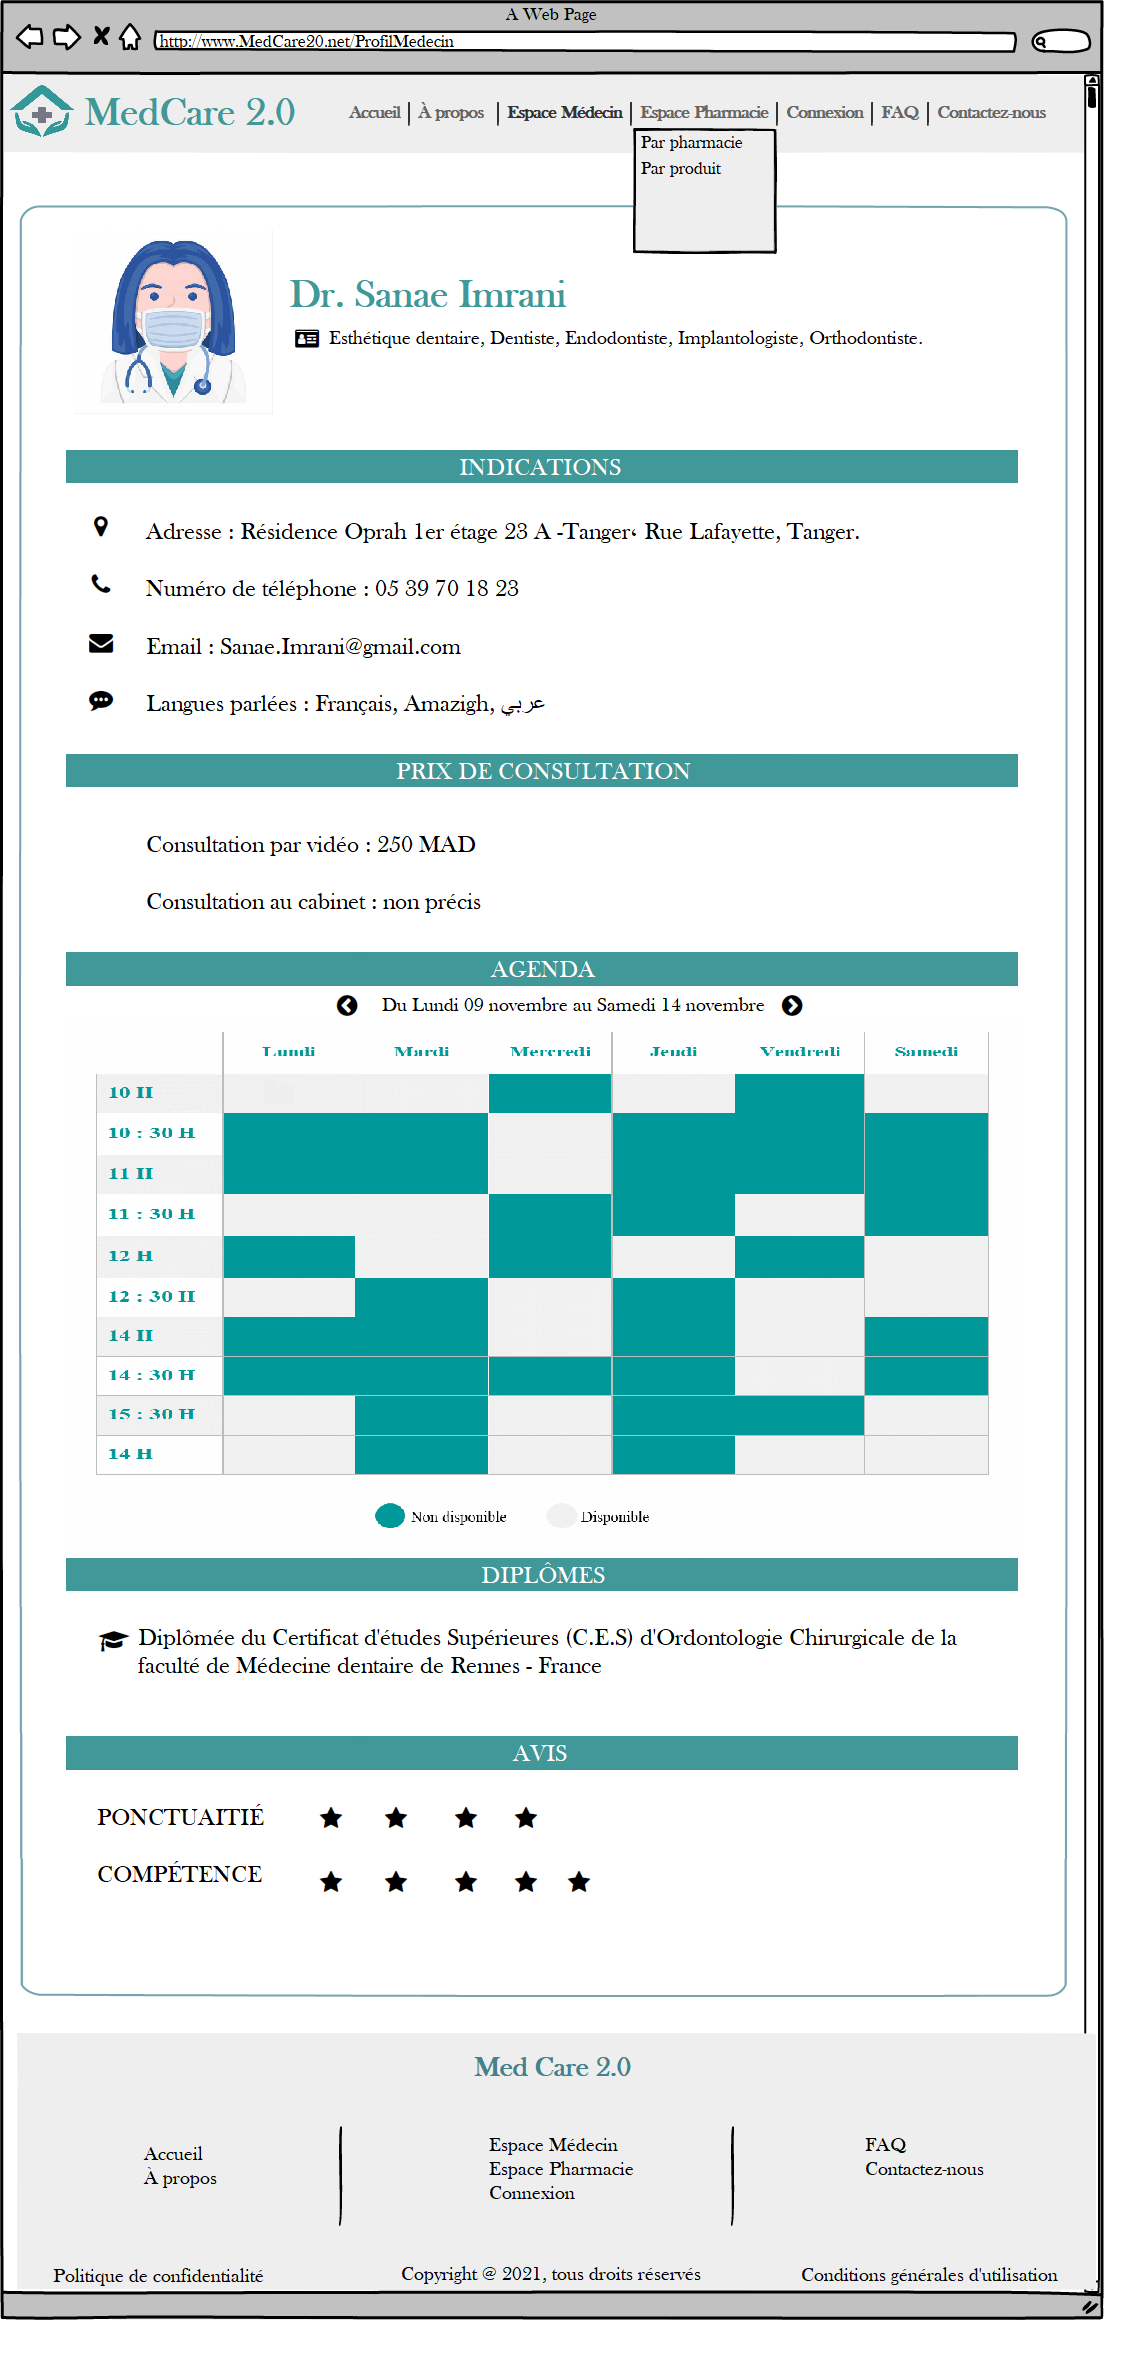 A Web Page
http://www.MedCare20.net/ProfilMedecin
MedCare 2.0
Accueil | À propos | Espace Médecin | Espace Pharmacie | Connexion | FAQ | Contactez-nous
Par pharmacie
Par produit
Dr. Sanae Imrani
Esthétique dentaire, Dentiste, Endodontiste, Implantologiste, Orthodontiste.
INDICATIONS
Adresse : Résidence Oprah 1er étage 23 A -Tanger، Rue Lafayette, Tanger.
Numéro de téléphone : 05 39 70 18 23
Email : Sanae.Imrani@gmail.com
Langues parlées : Français, Amazigh, عربي
PRIX DE CONSULTATION
Consultation par vidéo : 250 MAD
Consultation au cabinet : non précis
AGENDA
Du Lundi 09 novembre au Samedi 14 novembre
Lundi Mardi Mercredi Jeudi Vendredi Samedi
10 H
10 : 30 H
11 H
11 : 30 H
12 H
12 : 30 H
14 H
14 : 30 H
15 : 30 H
14 H
Non disponible Disponible
DIPLÔMES
Diplômée du Certificat d'études Supérieures (C.E.S) d'Ordontologie Chirurgicale de la
faculté de Médecine dentaire de Rennes - France
AVIS
PONCTUAITIÉ
COMPÉTENCE
Med Care 2.0
Accueil
À propos
Espace Médecin
Espace Pharmacie
Connexion
FAQ
Contactez-nous
Politique de confidentialité
Copyright @ 2021, tous droits réservés
Conditions générales d'utilisation